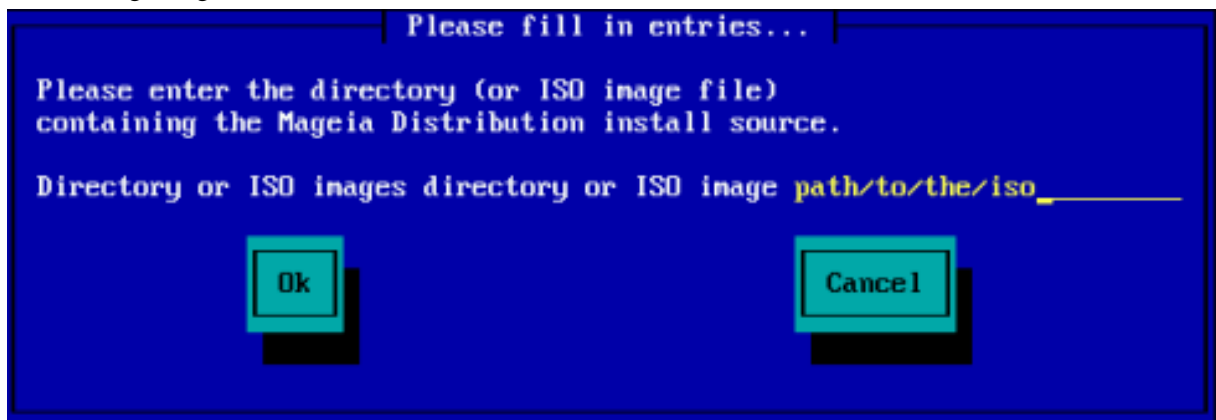 Please fill in entries...
Please enter the directory (or ISO image file)
containing the Mageia Distribution install source.
Directory or ISO images directory or ISO image path/to/the/iso_
Ok
Cancel